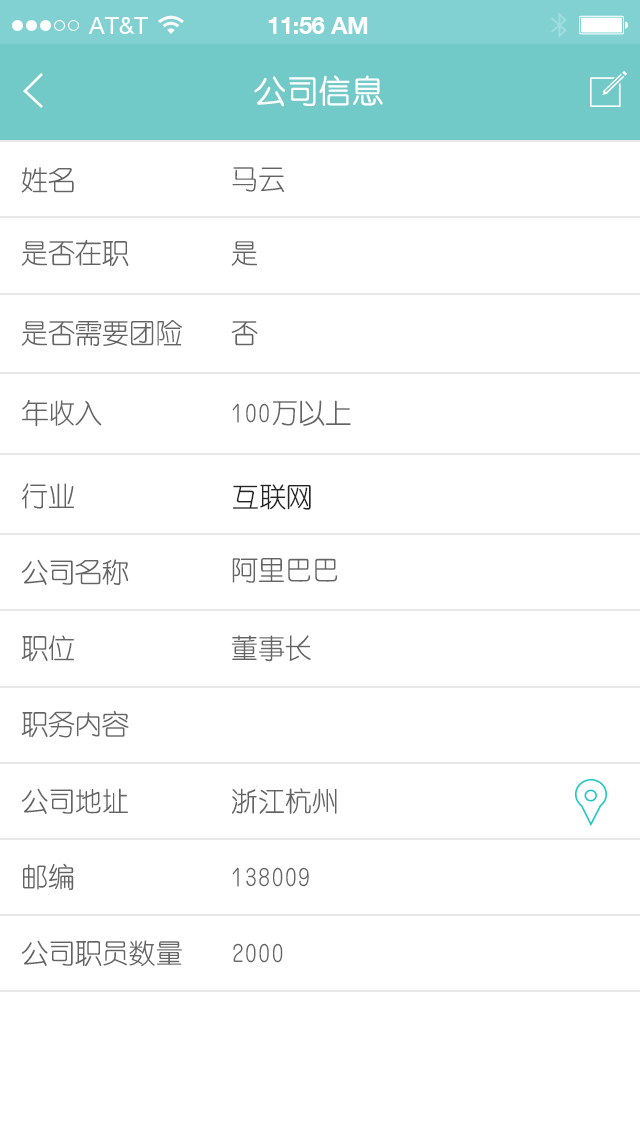 AT&T 11:56 AM
公司信息
姓名 马云
是否在职 是
是否需要团险 否
年收入 100万以上
行业 互联网
公司名称 阿里巴巴
职位 董事长
职务内容
公司地址 浙江杭州
邮编 138009
公司职员数量 2000